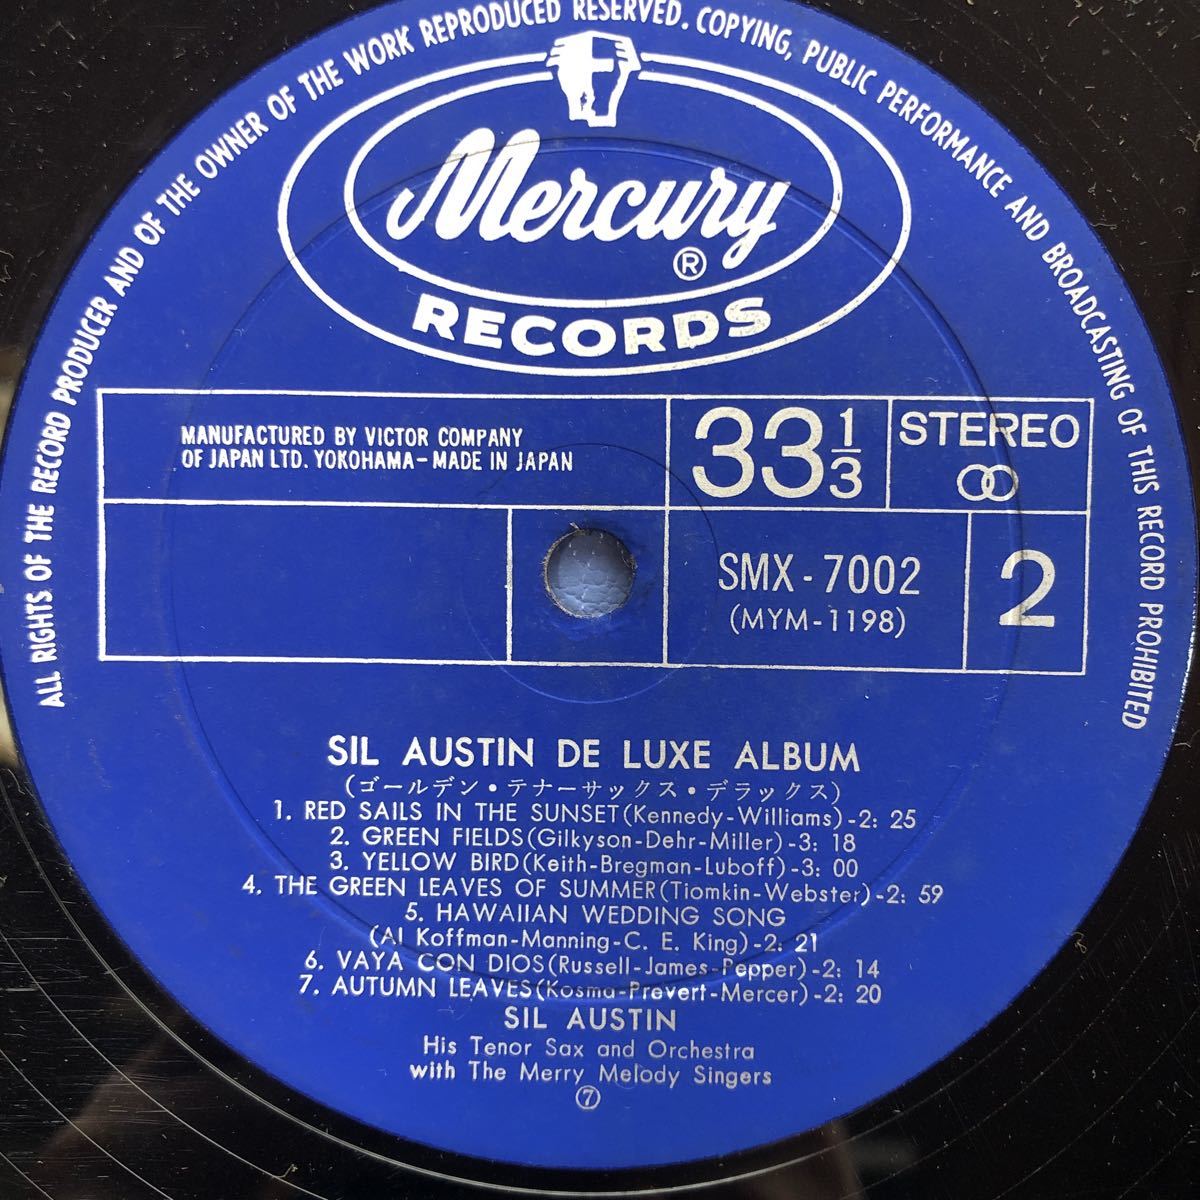 ALL RIGHTS OF THE RECORD PRODUCER AND OF THE OWNER OF THE WORK REPRODUCED RESERVED. COPYING, PUBLIC PERFORMANCE AND BROADCASTING OF THIS RECORD PROHIBITED
Mercury
®
RECORDS
MANUFACTURED BY VICTOR COMPANY
OF JAPAN LTD. YOKOHAMA-MADE IN JAPAN
33 1/3
STEREO
SMX-7002
(MYM-1198)
2
SIL AUSTIN DE LUXE ALBUM
(ゴールデン・テナーサックス・デラックス)
1. RED SAILS IN THE SUNSET(Kennedy-Williams)-2: 25
2. GREEN FIELDS(Gilkyson-Dehr-Miller)-3: 18
3. YELLOW BIRD(Keith-Bregman-Luboff)-3: 00
4. THE GREEN LEAVES OF SUMMER(Tiomkin-Webster)-2: 59
5. HAWAIIAN WEDDING SONG
(Al Koffman-Manning-C. E. King)-2: 21
6. VAYA CON DIOS(Russell-James-Pepper)-2: 14
7. AUTUMN LEAVES(Kosma-Prevert-Mercer)-2: 20
SIL AUSTIN
His Tenor Sax and Orchestra
with The Merry Melody Singers
⑦